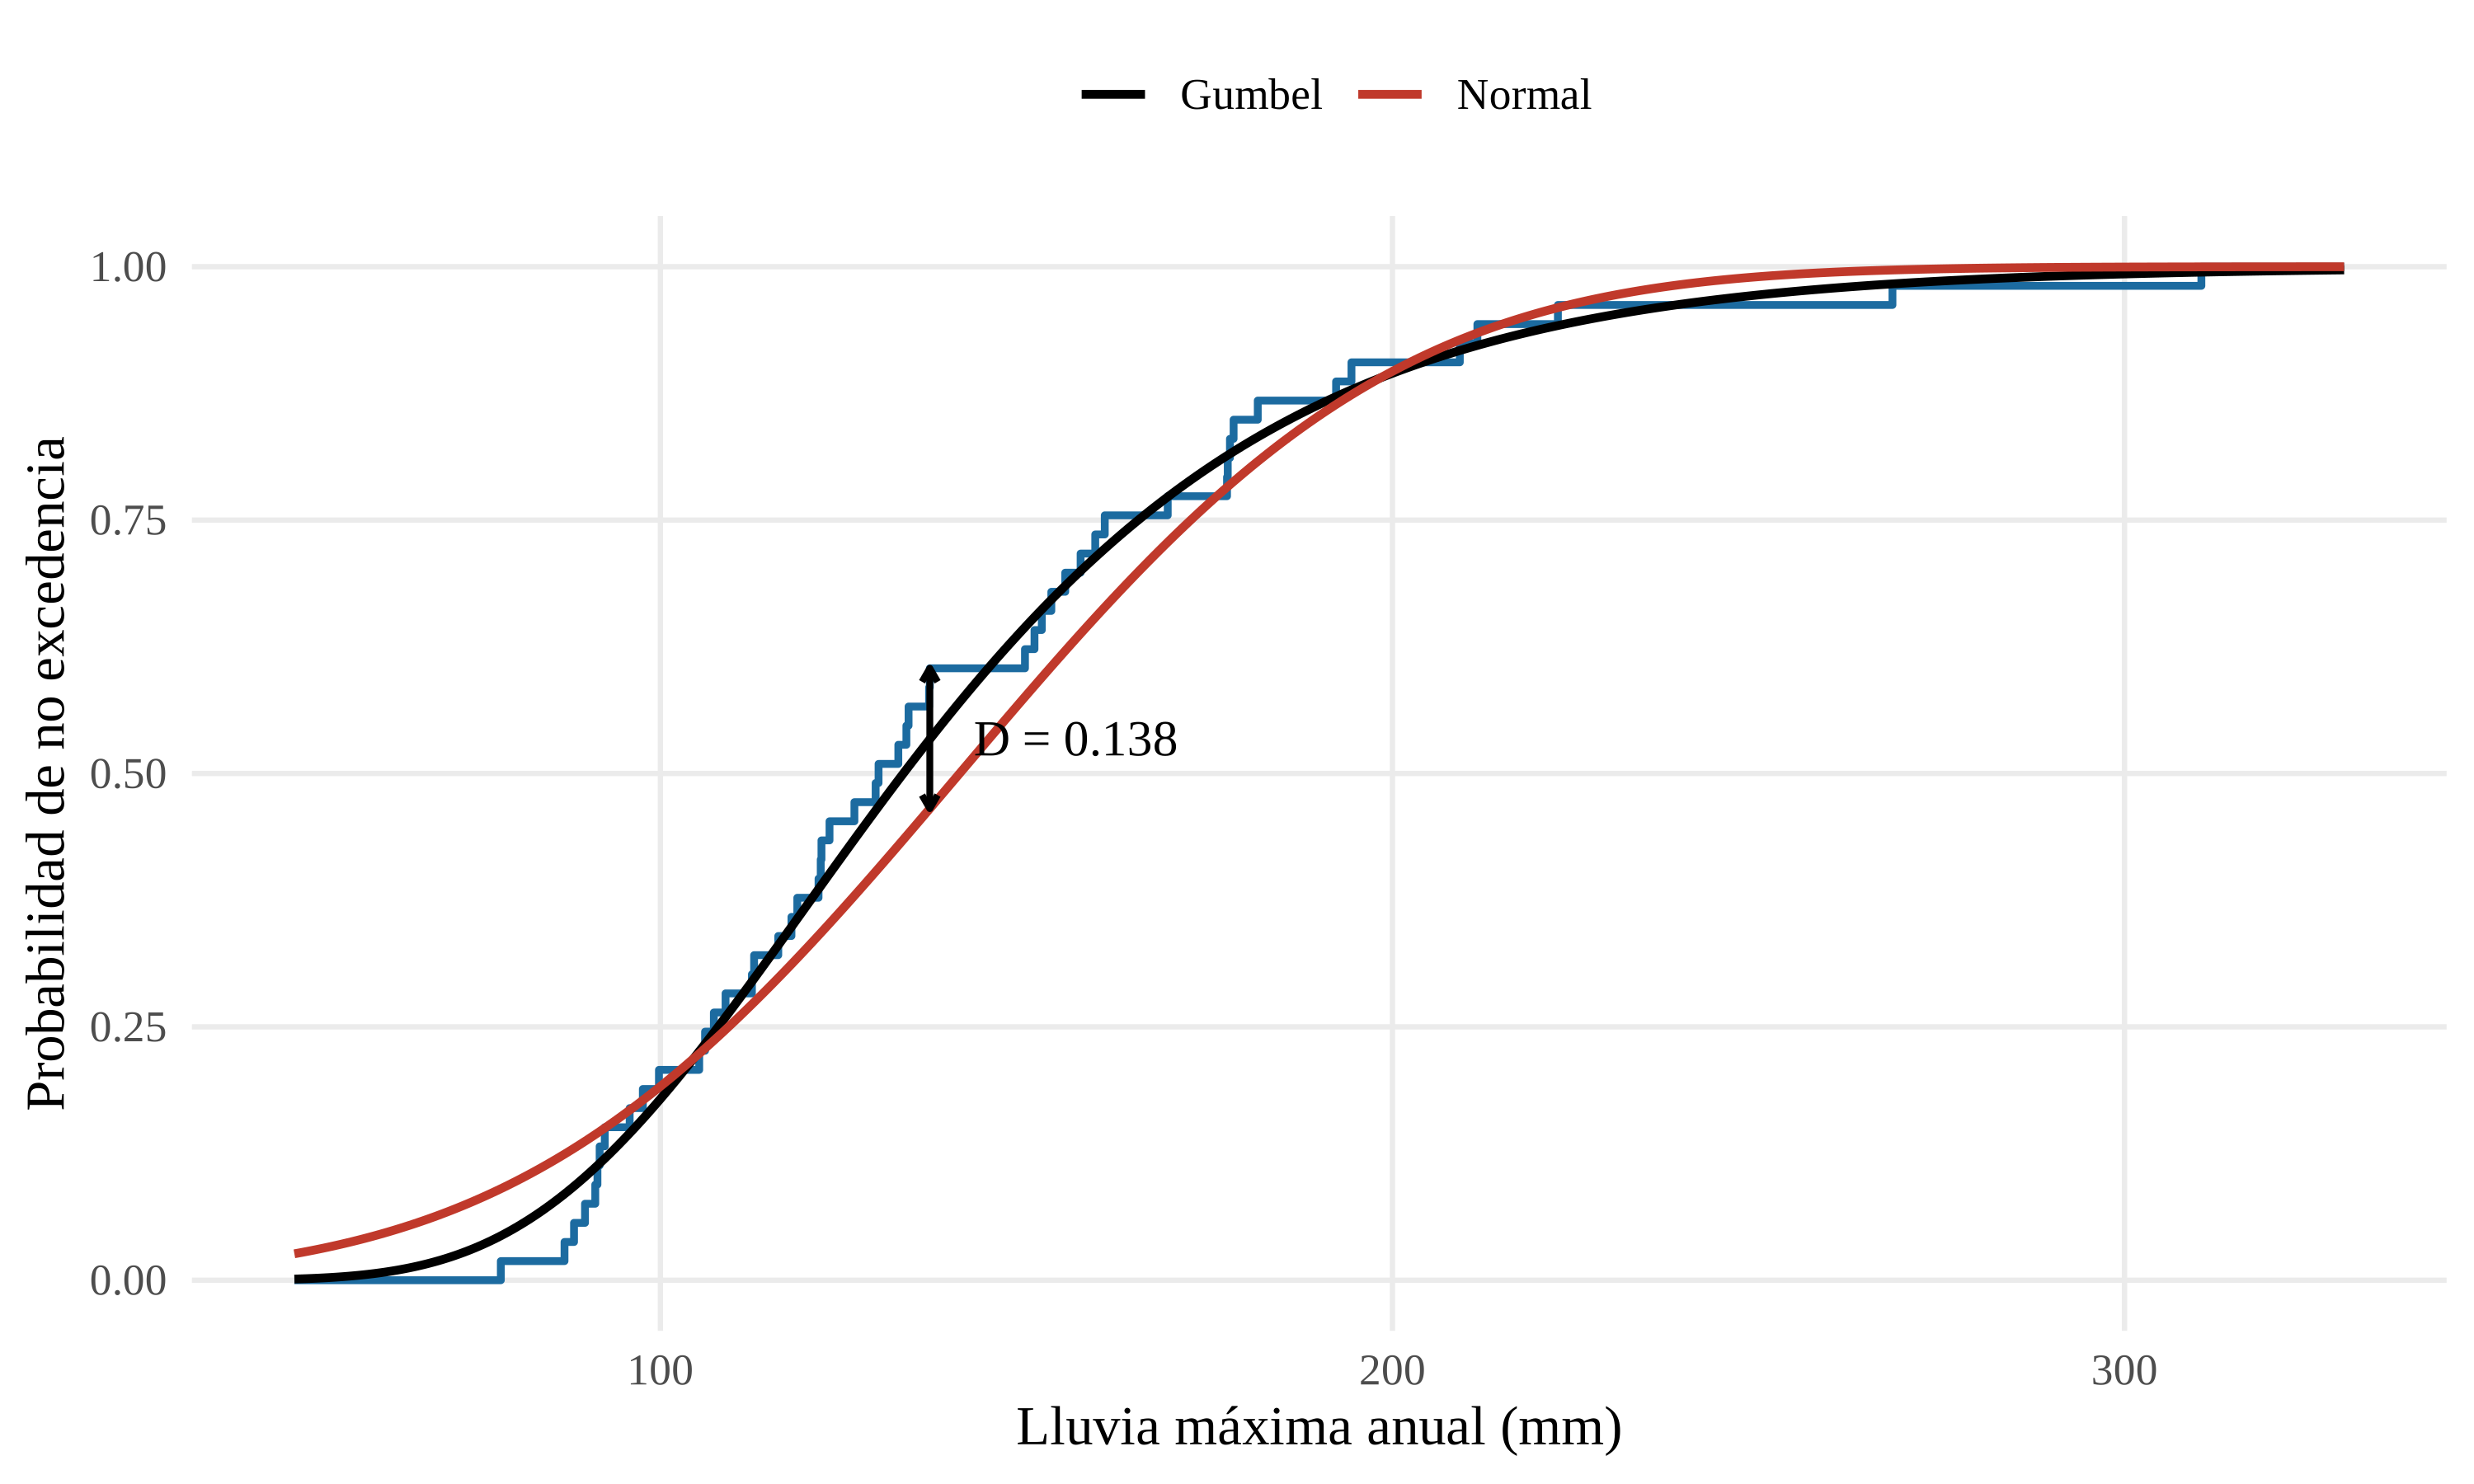 Gumbel Normal
Probabilidad de no excedencia
1.00
0.75
0.50
0.25
0.00
D = 0.138
100 200 300
Lluvia máxima anual (mm)